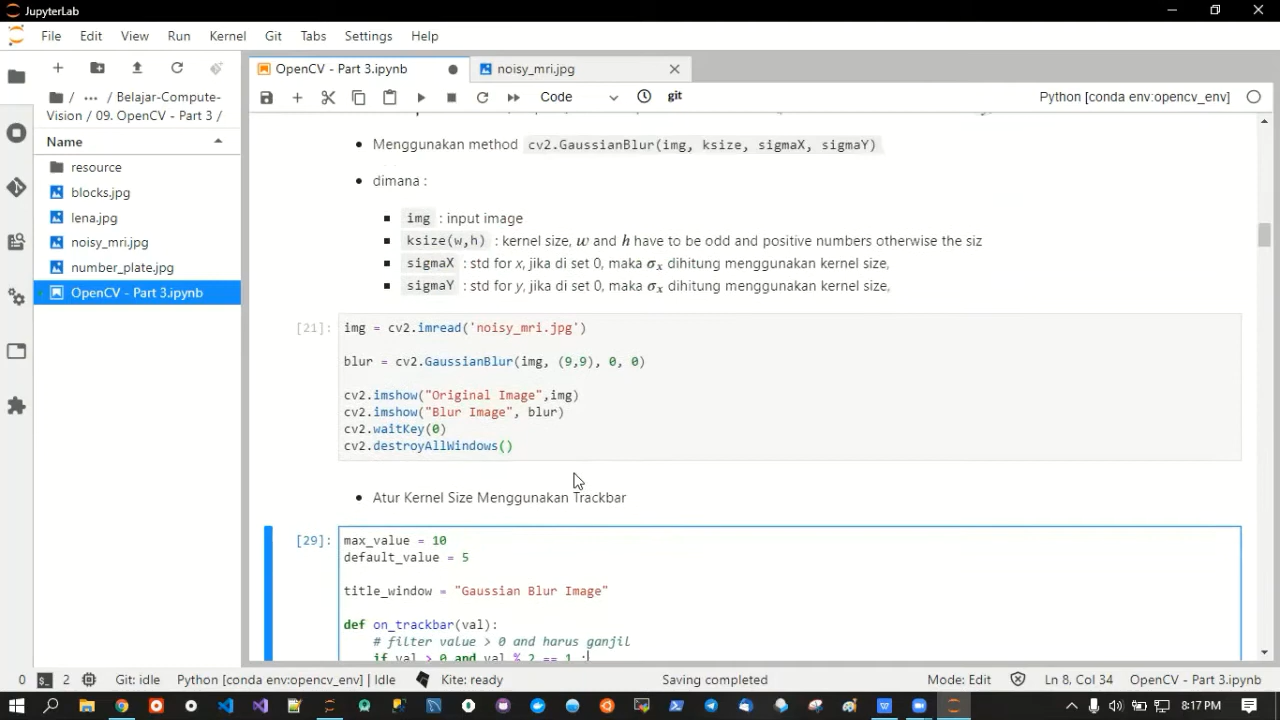 JupyterLab
File Edit View Run Kernel Git Tabs Settings Help
OpenCV - Part 3.ipynb
noisy_mri.jpg
/ ... / Belajar-Compute-
Vision / 09. OpenCV - Part 3 /
Code
git
Python [conda env:opencv_env]
Name
resource
blocks.jpg
lena.jpg
noisy_mri.jpg
number_plate.jpg
OpenCV - Part 3.ipynb
• Menggunakan method cv2.GaussianBlur(img, ksize, sigmaX, sigmaY)
• dimana :
▪ img : input image
▪ ksize(w,h) : kernel size, w and h have to be odd and positive numbers otherwise the siz
▪ sigmaX : std for x, jika di set 0, maka σx dihitung menggunakan kernel size,
▪ sigmaY : std for y, jika di set 0, maka σx dihitung menggunakan kernel size,
[21]: img = cv2.imread('noisy_mri.jpg')
blur = cv2.GaussianBlur(img, (9,9), 0, 0)
cv2.imshow("Original Image",img)
cv2.imshow("Blur Image", blur)
cv2.waitKey(0)
cv2.destroyAllWindows()
• Atur Kernel Size Menggunakan Trackbar
[29]: max_value = 10
default_value = 5
title_window = "Gaussian Blur Image"
def on_trackbar(val):
# filter value > 0 and harus ganjil
if val > 0 and val % 2 == 1 :
0 2 Git: idle Python [conda env:opencv_env] | Idle Kite: ready Saving completed Mode: Edit Ln 8, Col 34 OpenCV - Part 3.ipynb
8:17 PM